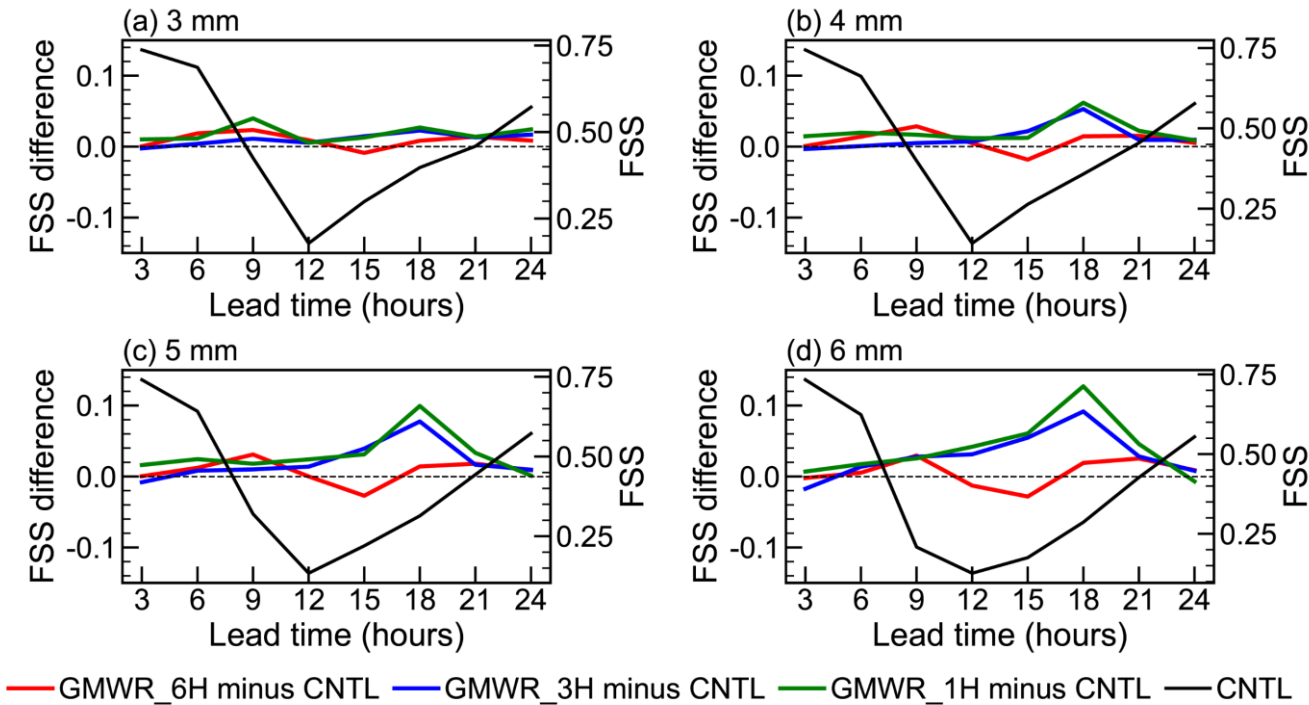 (a) 3 mm
FSS difference
0.1
0.0
-0.1
0.75
0.50
0.25
FSS
3 6 9 12 15 18 21 24
Lead time (hours)
(b) 4 mm
FSS difference
0.1
0.0
-0.1
0.75
0.50
0.25
FSS
3 6 9 12 15 18 21 24
Lead time (hours)
(c) 5 mm
FSS difference
0.1
0.0
-0.1
0.75
0.50
0.25
FSS
3 6 9 12 15 18 21 24
Lead time (hours)
(d) 6 mm
FSS difference
0.1
0.0
-0.1
0.75
0.50
0.25
FSS
3 6 9 12 15 18 21 24
Lead time (hours)
GMWR_6H minus CNTL GMWR_3H minus CNTL GMWR_1H minus CNTL CNTL